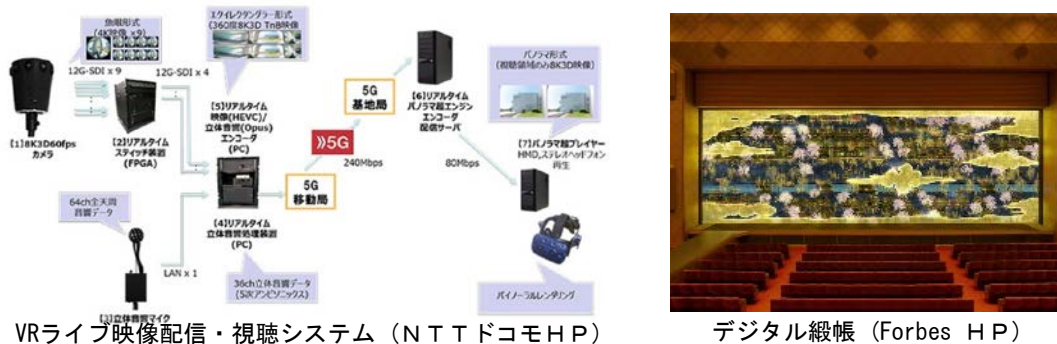 魚眼形式
(4K映像 x9)
エクイレクタングラー形式
(360度8K3D TnB映像)
12G-SDI x 9
12G-SDI x 4
[1]8K3D60fps
カメラ
[2]リアルタイム
スティッチ装置
(FPGA)
[5]リアルタイム
映像(HEVC)/
立体音響(Opus)
エンコーダ
(PC)
64ch全天周
音響データ
LAN x 1
[3]立体音響マイク
[4]リアルタイム
立体音響処理装置
(PC)
36ch立体音響データ
(5次アンビソニックス)
5G
移動局
5G
240Mbps
5G
基地局
[6]リアルタイム
パノラマ超エンジン
エンコーダ
配信サーバ
80Mbps
パノラマ形式
(視聴領域のみ8K3D映像)
[7]パノラマ超プレイヤー
HMD,ステレオヘッドフォン
再生
バイノーラルレンダリング
VRライブ映像配信・視聴システム（ＮＴＴドコモＨＰ）
デジタル緞帳（Forbes ＨＰ）